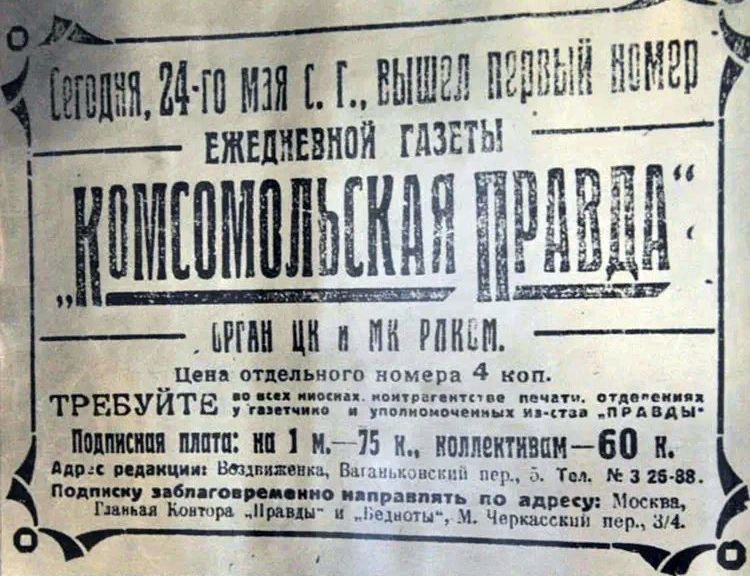 Сегодня, 24-го мая с. г., вышел первый номер
ЕЖЕДНЕВНОЙ ГАЗЕТЫ
„КОМСОМОЛЬСКАЯ ПРАВДА“
ОРГАН ЦК и МК РЛКСМ.
Цена отдельного номера 4 коп.
ТРЕБУЙТЕ во всех киосках, контрагентстве печати, отделениях
у газетчико и уполномоченных из-ства „ПРАВДЫ“
Подписная плата: на 1 м.—75 к., коллективам—60 к.
Адрес редакции: Воздвиженка, Ваганьковский пер., 5. Тел. № 3 26-88.
Подписку заблаговременно направлять по адресу: Москва,
Главная Контора „Правды“ и „Бедноты“, М. Черкасский пер., 3/4.